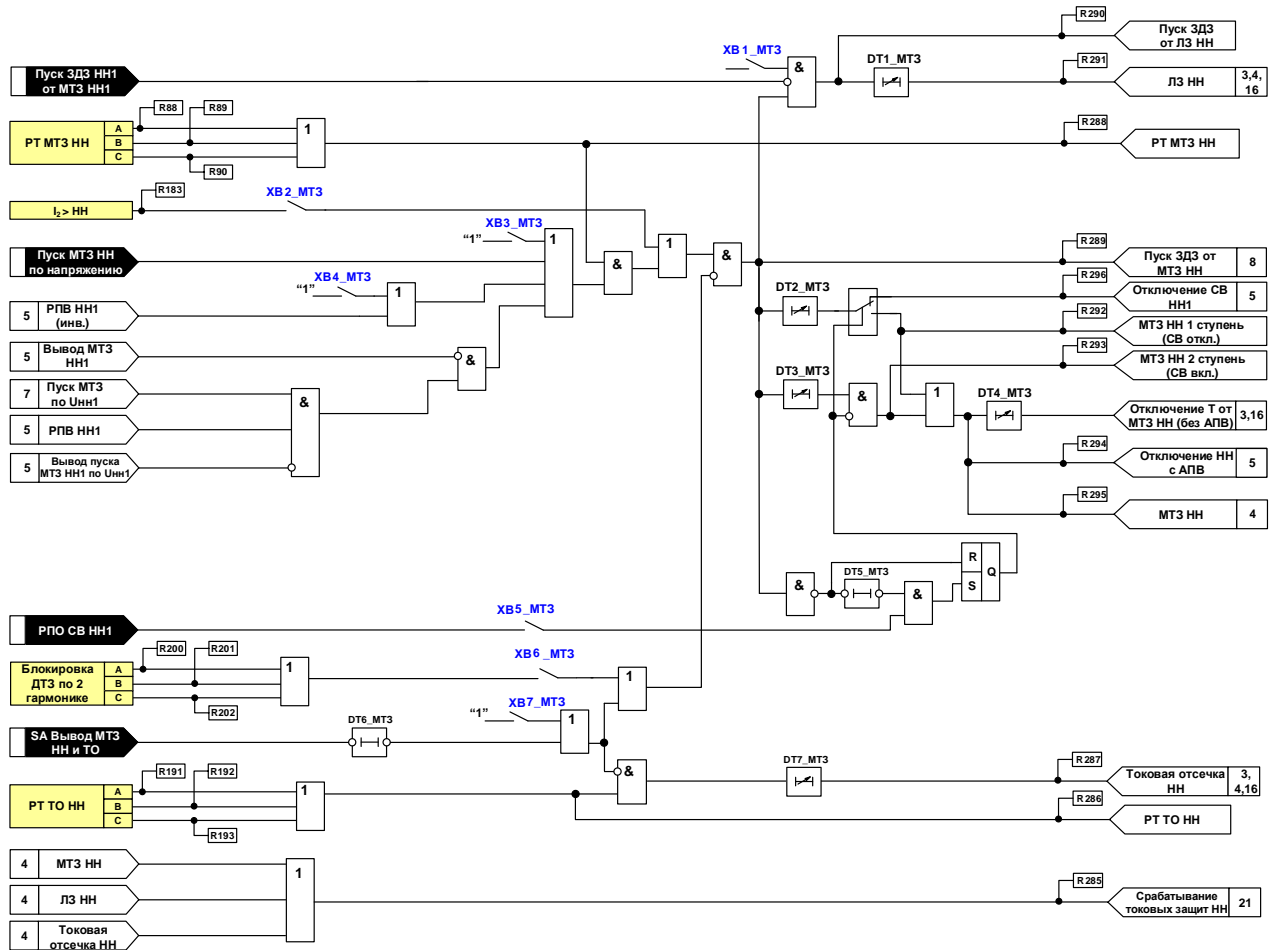 R290
Пуск ЗДЗ
от ЛЗ НН
XB1_МТЗ
&
DT1_МТЗ
R291
Пуск ЗДЗ НН1
от МТЗ НН1
ЛЗ НН
3,4,
16
R88
R89
РТ МТЗ НН
A
B
C
1
R288
РТ МТЗ НН
R90
R183
I₂> НН
XB2_МТЗ
XB3_МТЗ
“1”
1
Пуск МТЗ НН
по напряжению
&
1
&
R289
Пуск ЗДЗ от
МТЗ НН
8
XB4_МТЗ
“1”
1
DT2_МТЗ
R296
Отключение СВ
НН1
5
5
РПВ НН1
(инв.)
R292
МТЗ НН 1 ступень
(СВ откл.)
5
Вывод МТЗ
НН1
&
R293
МТЗ НН 2 ступень
(СВ вкл.)
DT3_МТЗ
&
1
DT4_МТЗ
7
Пуск МТЗ
по Uнн1
&
Отключение Т от
МТЗ НН (без АПВ)
3,16
5
РПВ НН1
R294
Отключение НН
с АПВ
5
5
Вывод пуска
МТЗ НН1 по Uнн1
R295
МТЗ НН
4
R
S
Q
&
DT5_МТЗ
&
РПО СВ НН1
XB5_МТЗ
R200
R201
Блокировка
ДТЗ по 2
гармонике
A
B
C
1
XB6_МТЗ
1
R202
XB7_МТЗ
“1”
1
SA Вывод МТЗ
НН и ТО
DT6_МТЗ
R191
R192
&
DT7_МТЗ
R287
Токовая отсечка
НН
3,
4,16
РТ ТО НН
A
B
C
1
R286
РТ ТО НН
R193
4
МТЗ НН
1
4
ЛЗ НН
R285
Срабатывание
токовых защит НН
21
4
Токовая
отсечка НН